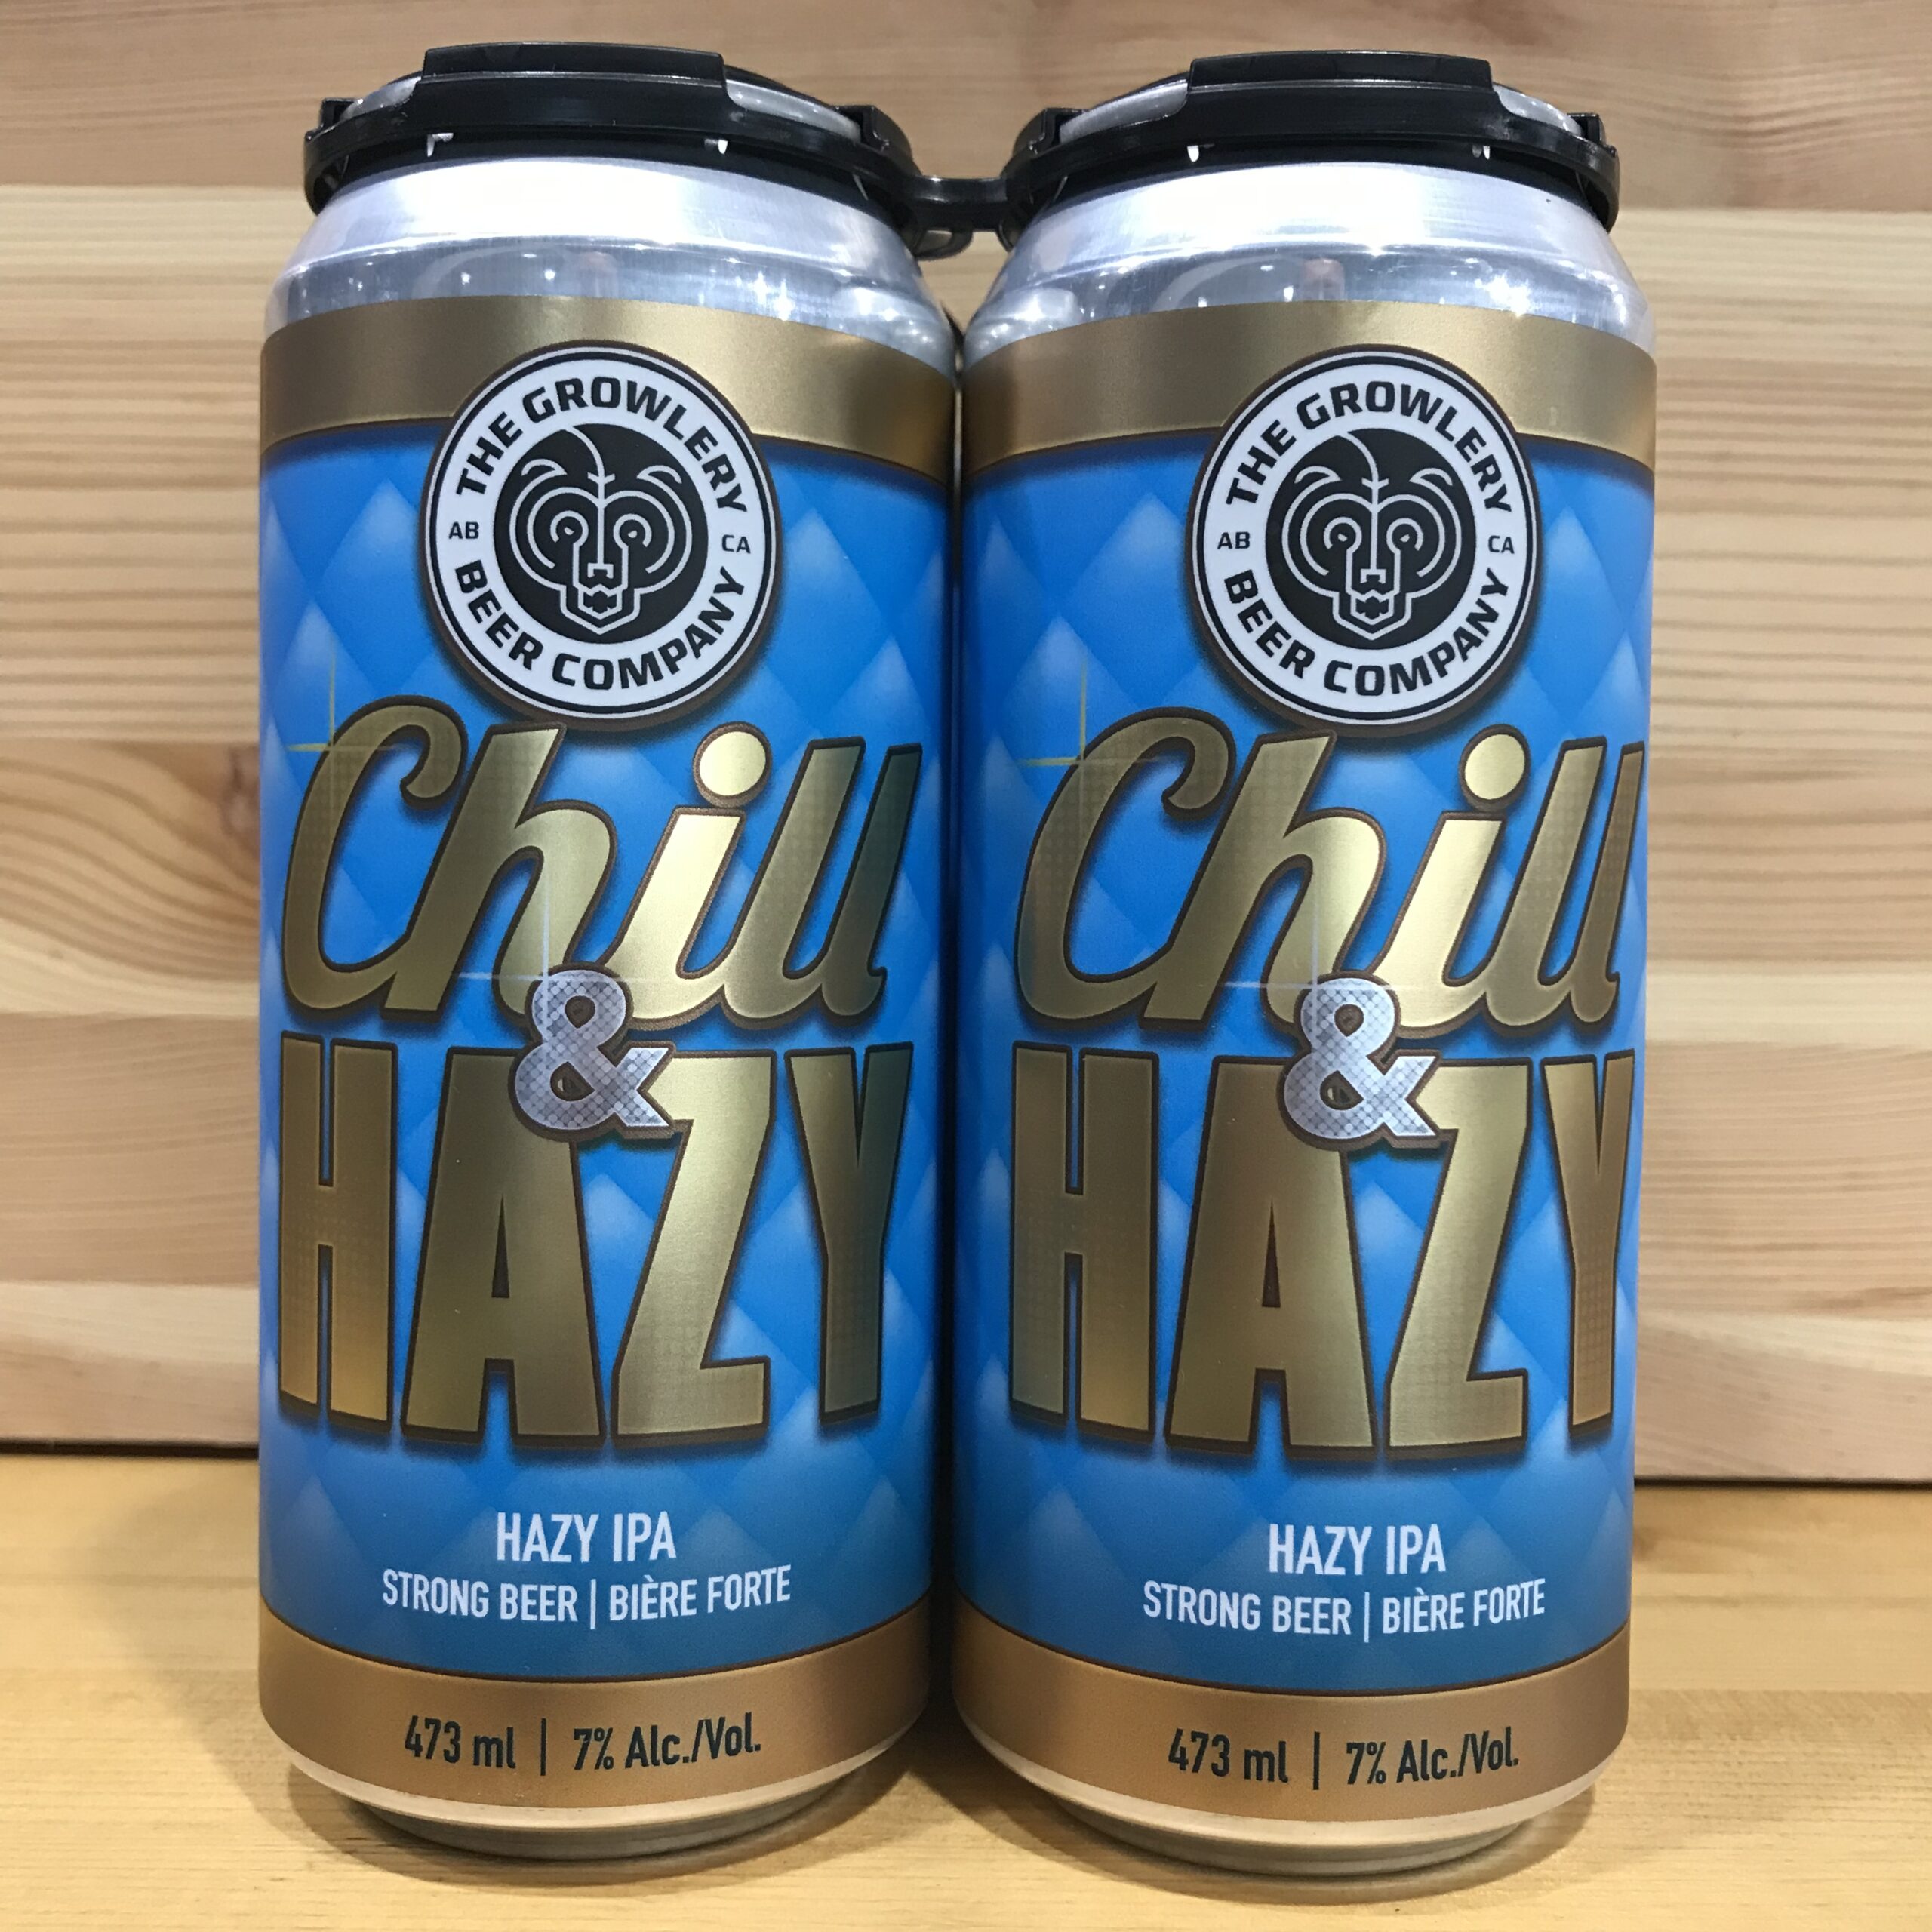 THE GROWLERY
AB CA
BEER COMPANY
Chill
&
HAZY
HAZY IPA
STRONG BEER | BIÈRE FORTE
473 ml | 7% Alc./Vol.
THE GROWLERY
AB CA
BEER COMPANY
Chill
&
HAZY
HAZY IPA
STRONG BEER | BIÈRE FORTE
473 ml | 7% Alc./Vol.